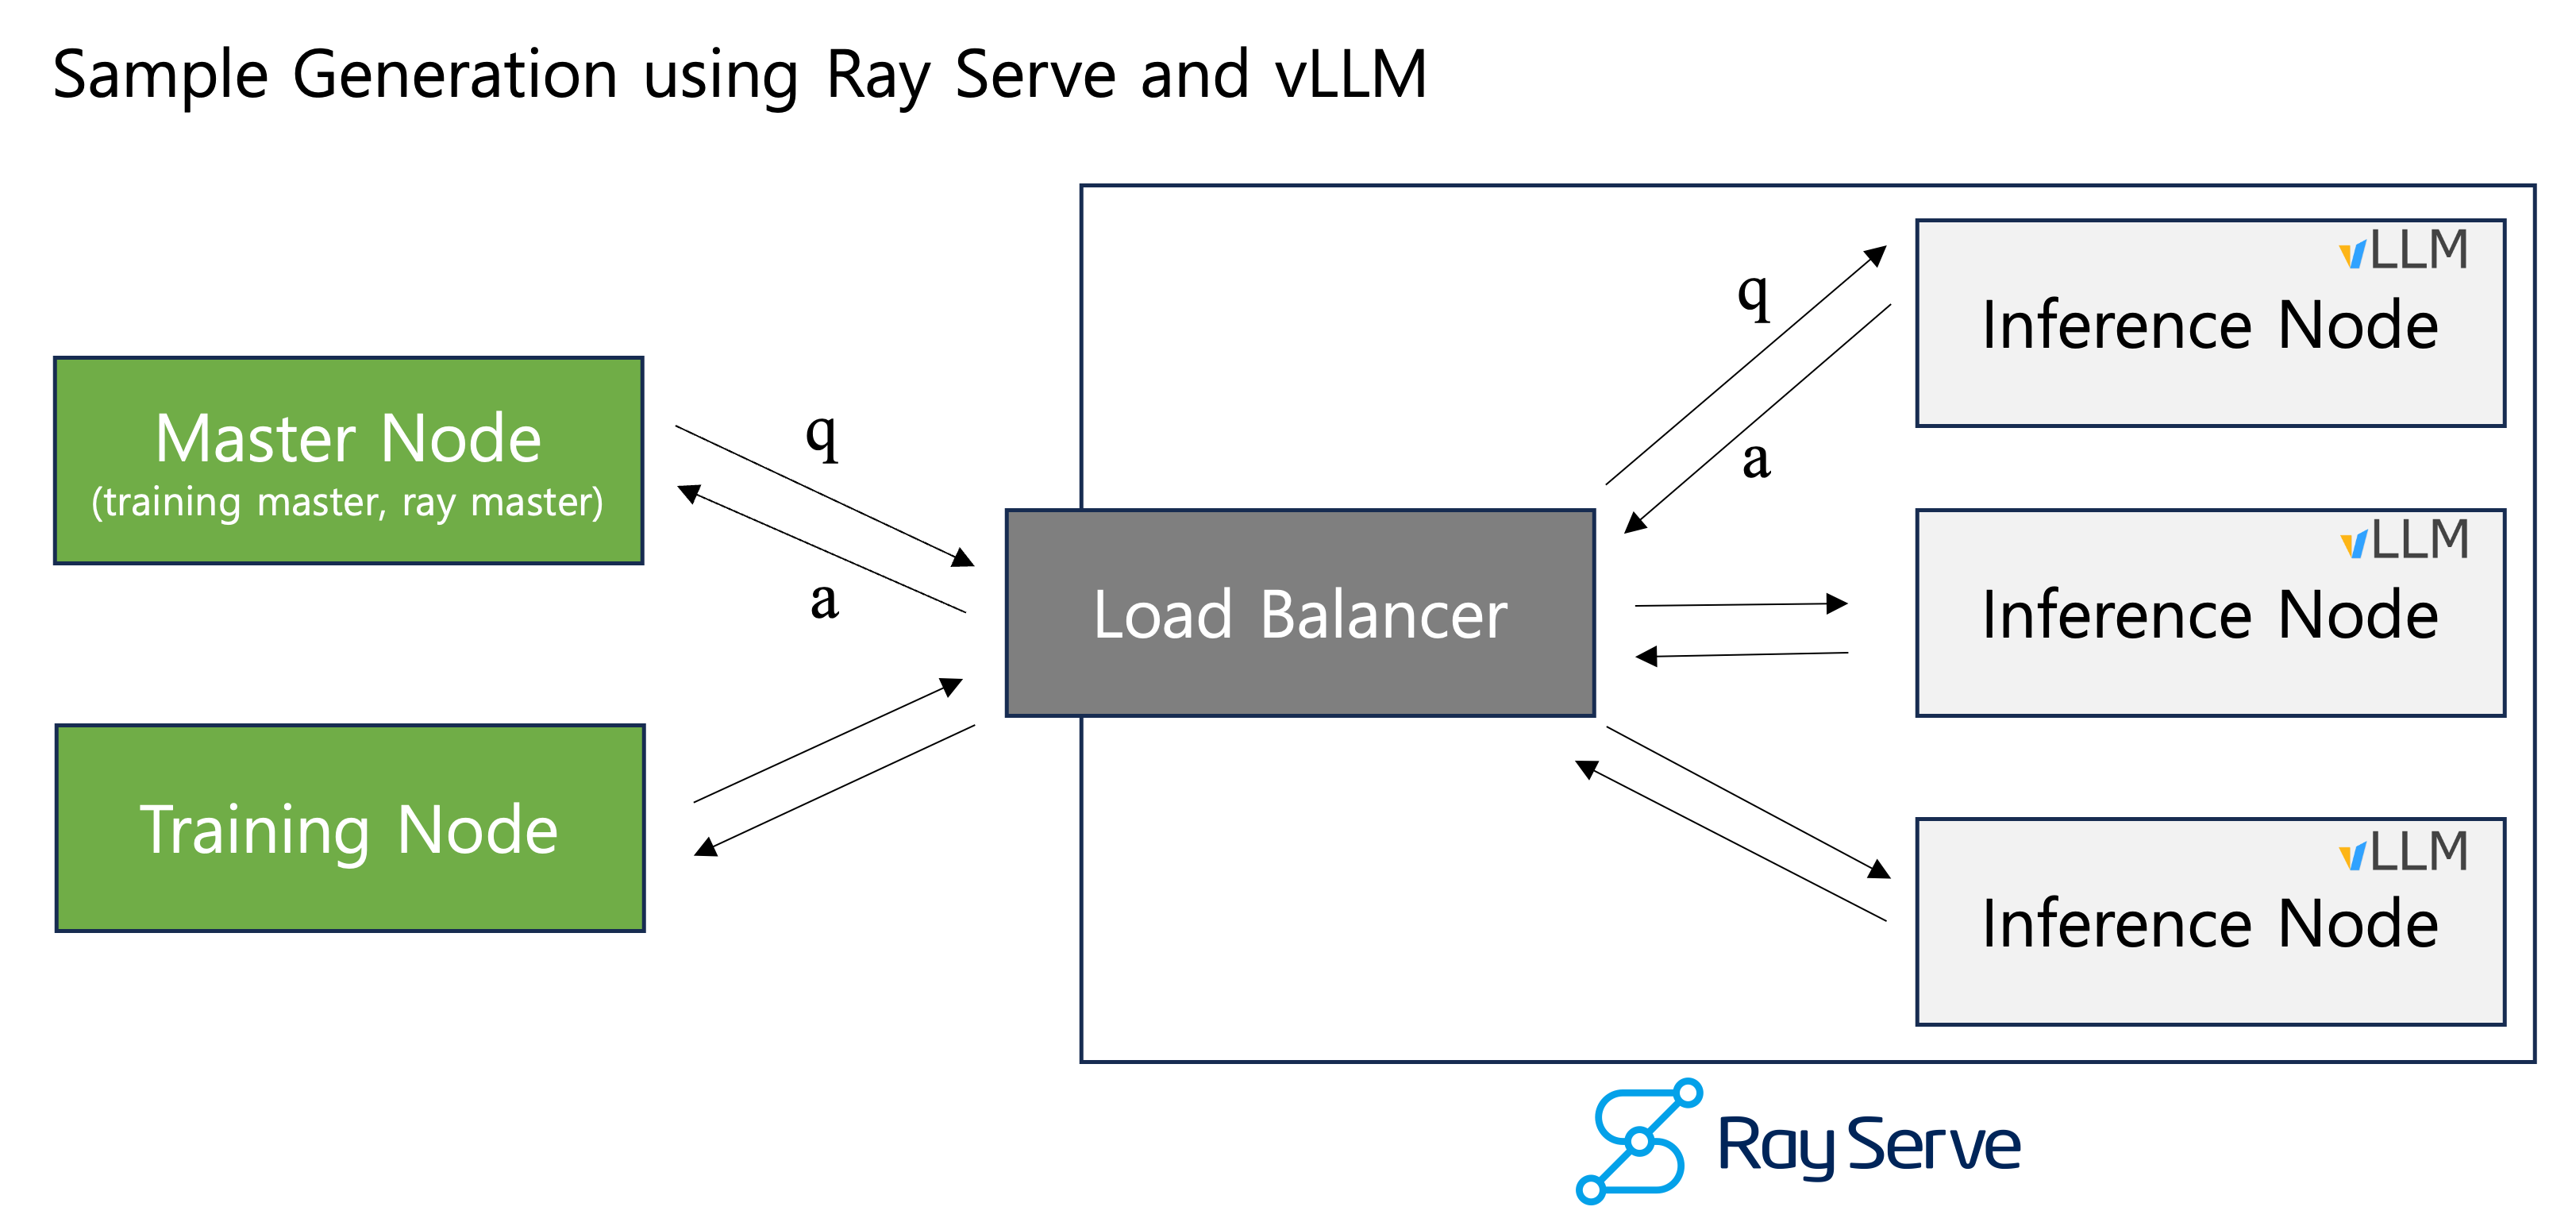 Sample Generation using Ray Serve and vLLM
Master Node
(training master, ray master)
q
a
Training Node
Load Balancer
q
a
vLLM
Inference Node
vLLM
Inference Node
vLLM
Inference Node
Ray Serve